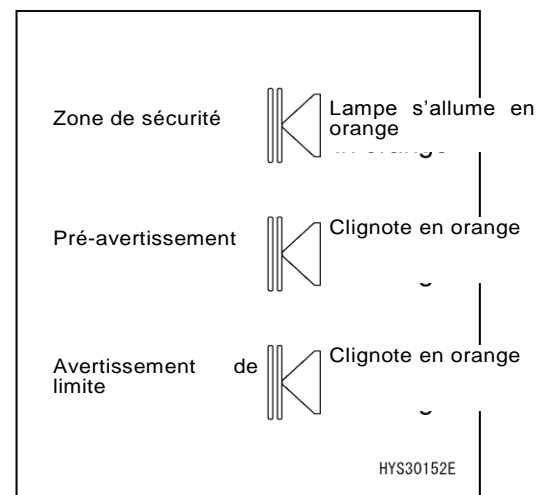 Zone de sécurité
Lampe s'allume en
orange
Pré-avertissement
Clignote en orange
Avertissement de
limite
Clignote en orange
HYS30152E